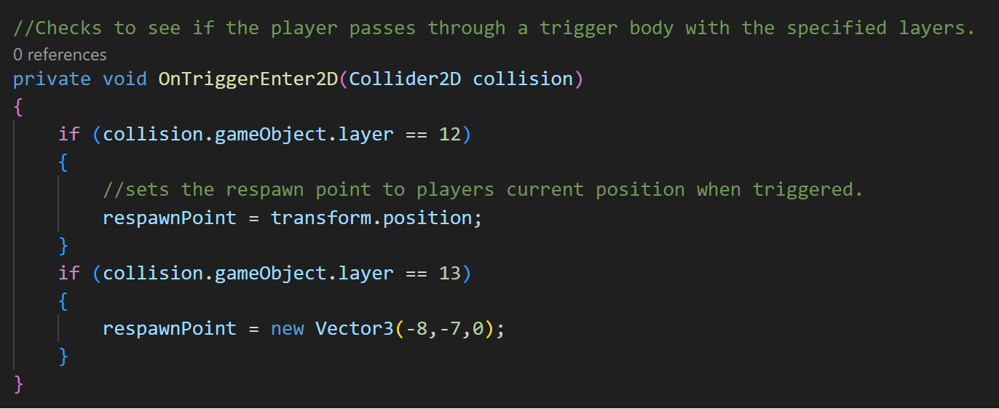 //Checks to see if the player passes through a trigger body with the specified layers.
0 references
private void OnTriggerEnter2D(Collider2D collision)
{
if (collision.gameObject.layer == 12)
{
//sets the respawn point to players current position when triggered.
respawnPoint = transform.position;
}
if (collision.gameObject.layer == 13)
{
respawnPoint = new Vector3(-8,-7,0);
}
}